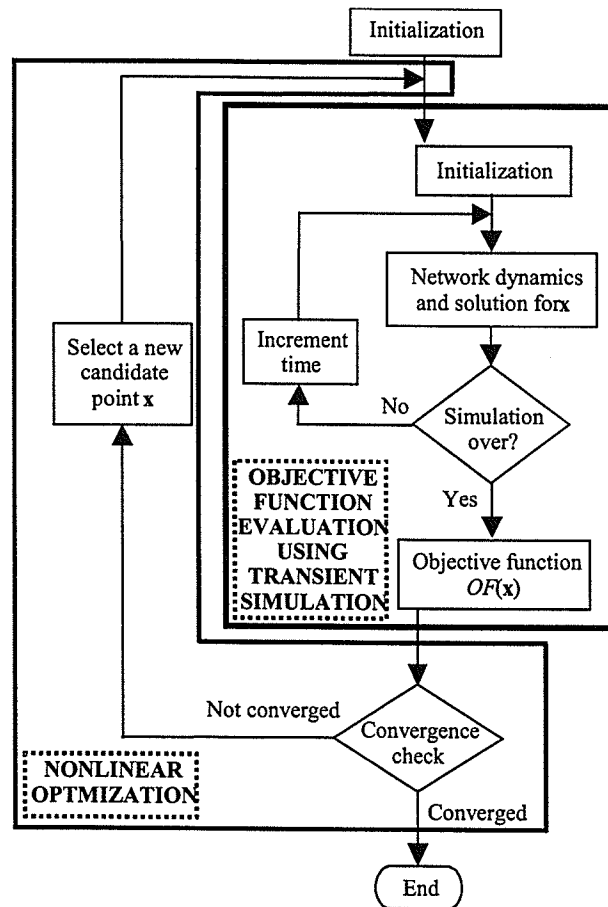 Initialization
Initialization
Network dynamics
and solution forx
Select a new
candidate
point x
Increment
time
No
Simulation
over?
Yes
OBJECTIVE
FUNCTION
EVALUATION
USING
TRANSIENT
SIMULATION
Objective function
OF(x)
Not converged
Convergence
check
NONLINEAR
OPTMIZATION
Converged
End